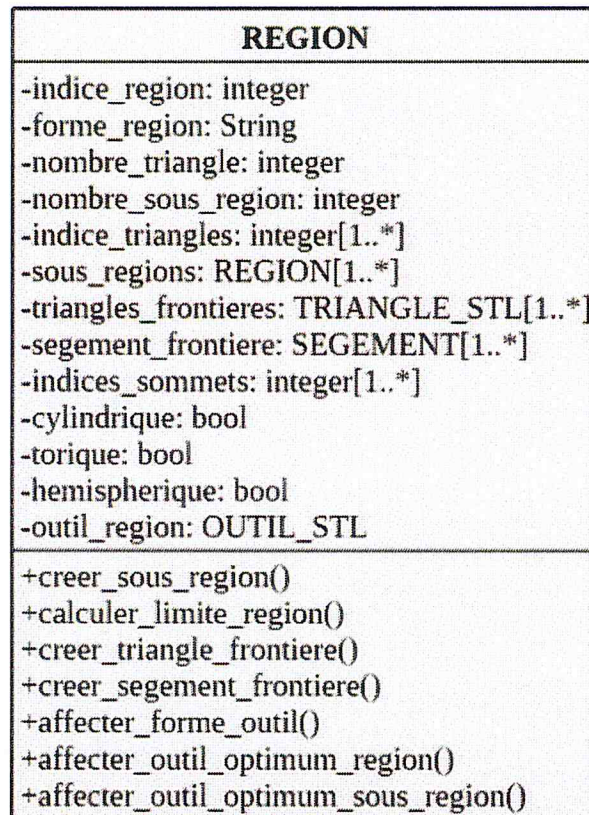 REGION
-indice_region: integer
-forme_region: String
-nombre_triangle: integer
-nombre_sous_region: integer
-indice_triangles: integer[1..*]
-sous_regions: REGION[1..*]
-triangles_frontieres: TRIANGLE_STL[1..*]
-segement_frontiere: SEGEMENT[1..*]
-indices_sommets: integer[1..*]
-cylindrique: bool
-torique: bool
-hemispherique: bool
-outil_region: OUTIL_STL
+creer_sous_region()
+calculer_limite_region()
+creer_triangle_frontiere()
+creer_segement_frontiere()
+affecter_forme_outil()
+affecter_outil_optimum_region()
+affecter_outil_optimum_sous_region()